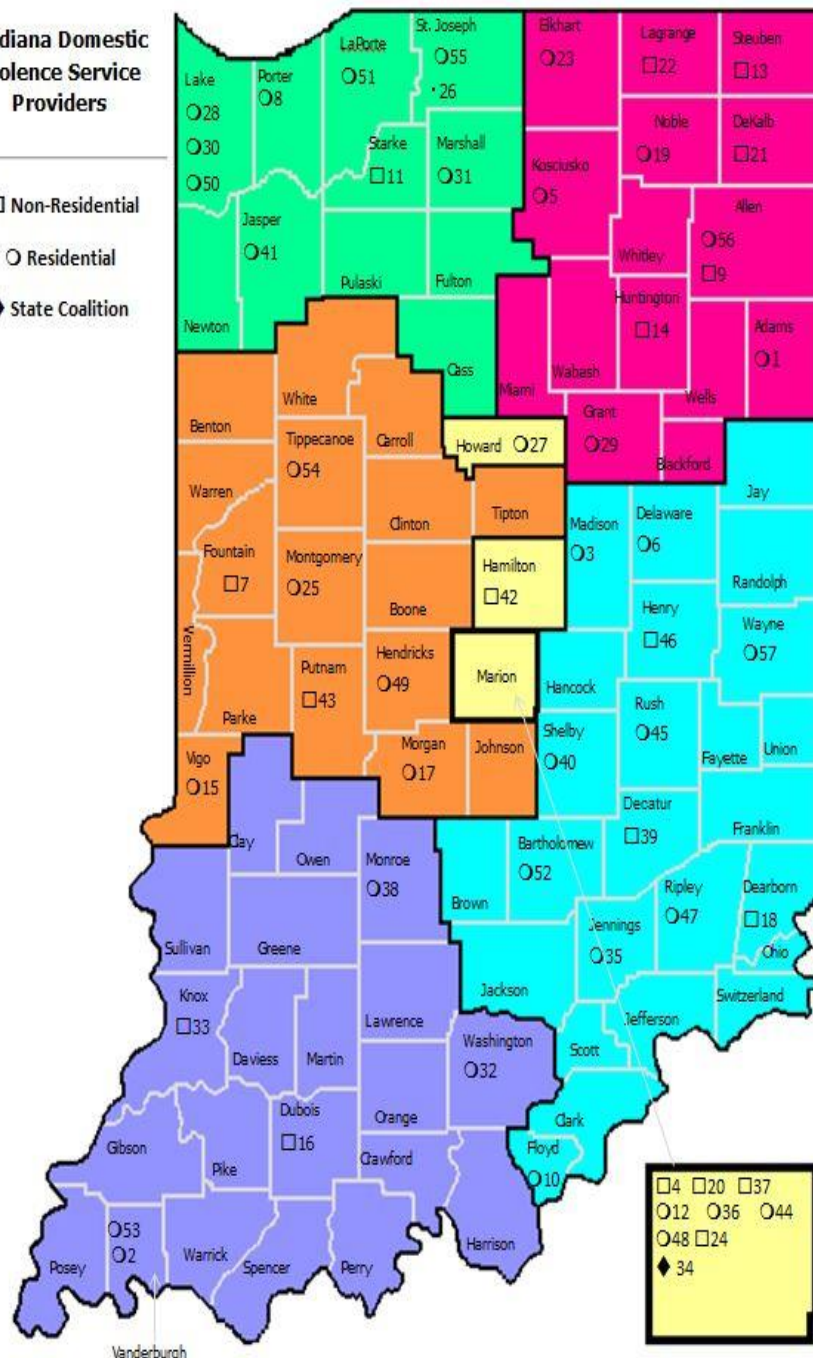 diana Domestic
olence Service
Providers
□ Non-Residential
○ Residential
♦ State Coalition
Lake
○28
○30
○50
Porter
○8
LaPorte
○51
St. Joseph
○55
· 26
Starke
□11
Marshall
○31
Jasper
○41
Newton
Pulaski
Fulton
Cass
Elkhart
○23
Lagrange
□22
Steuben
□13
Noble
○19
DeKalb
□21
Kosciusko
○5
Whitley
Allen
○56
□9
Huntington
□14
Miami
Wabash
Wells
Adams
○1
Grant
○29
Blackford
White
Benton
Tippecanoe
○54
Carroll
Howard ○27
Warren
Clinton
Tipton
Fountain
□7
Montgomery
○25
Boone
Hamilton
□42
Vermillion
Parke
Putnam
□43
Hendricks
○49
Marion
Vigo
○15
Morgan
○17
Johnson
Jay
Madison
○3
Delaware
○6
Randolph
Henry
□46
Wayne
○57
Hancock
Rush
○45
Shelby
○40
Fayette
Union
Decatur
□39
Franklin
Bartholomew
○52
Brown
Ripley
○47
Dearborn
□18
Ohio
Jennings
○35
Jackson
Jefferson
Switzerland
Scott
Clark
Floyd
○10
Clay
Owen
Monroe
○38
Sullivan
Greene
Knox
□33
Daviess
Martin
Lawrence
Washington
○32
Orange
Dubois
□16
Gibson
Pike
Crawford
Harrison
Posey
○53
○2
Warrick
Spencer
Perry
Vanderburgh
□4 □20 □37
○12 ○36 ○44
○48 □24
♦ 34